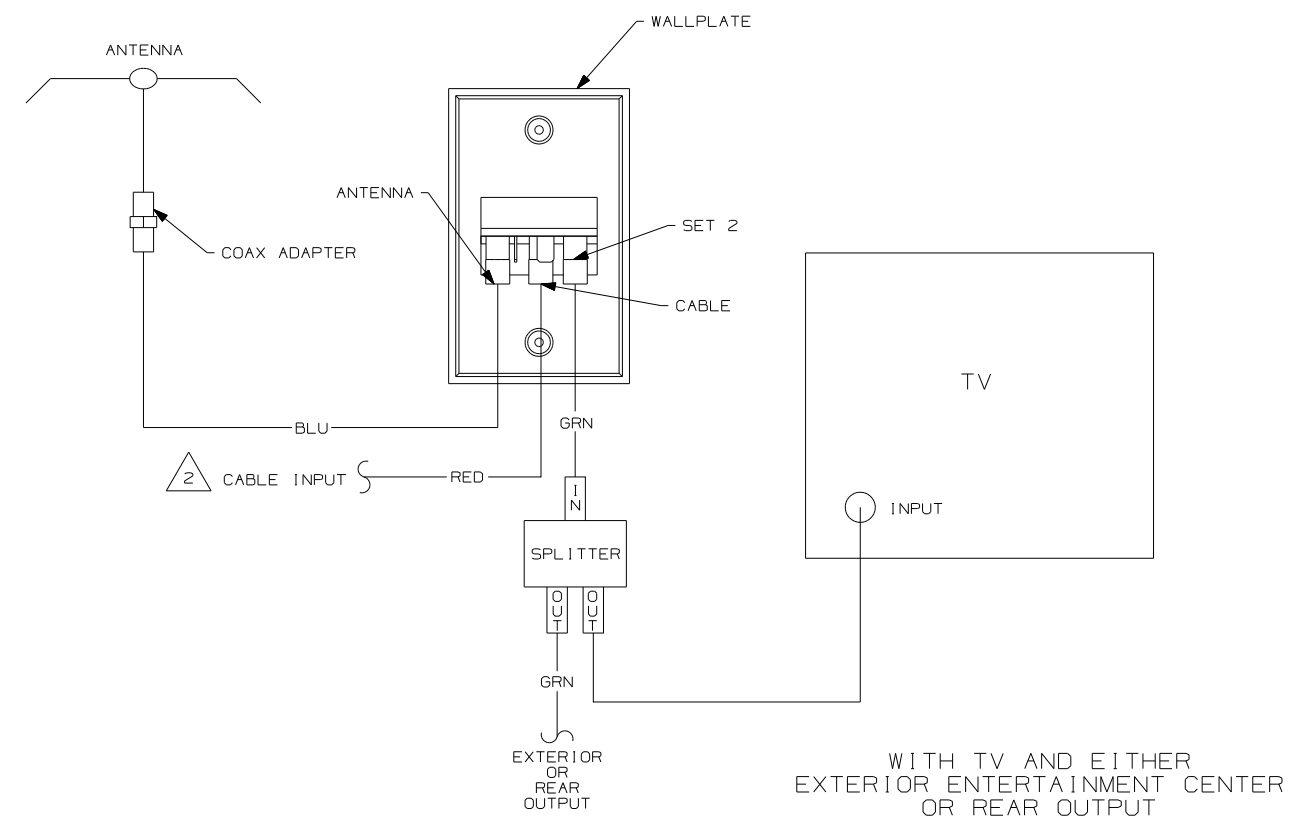 WALLPLATE
ANTENNA
ANTENNA
SET 2
COAX ADAPTER
CABLE
TV
BLU
GRN
2
CABLE INPUT
RED
IN
INPUT
SPLITTER
OUT
OUT
GRN
EXTERIOR
OR
REAR
OUTPUT
WITH TV AND EITHER
EXTERIOR ENTERTAINMENT CENTER
OR REAR OUTPUT